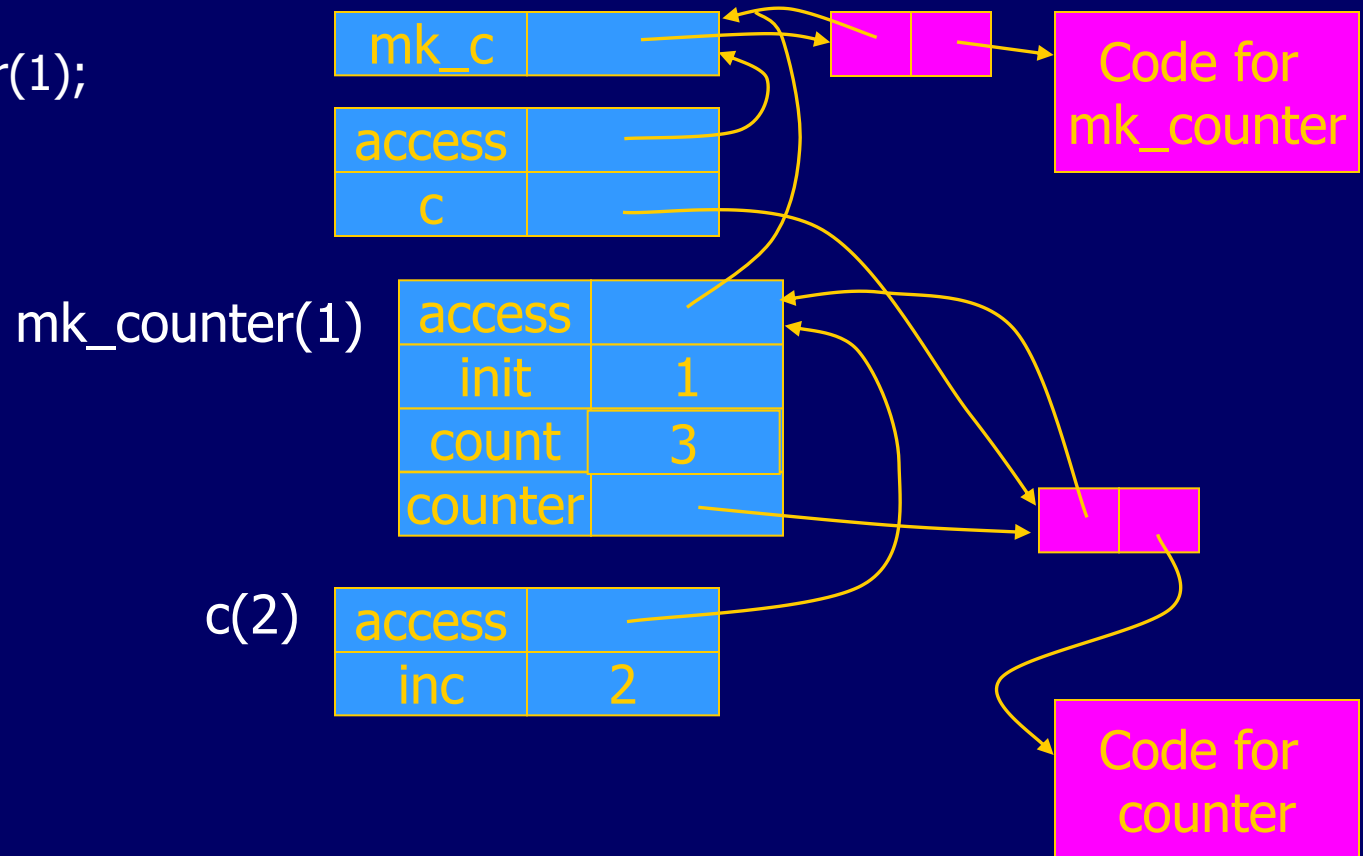 mk_c
Code for
mk_counter
r(1);
access
c
mk_counter(1)
access
init 1
count 3
counter
c(2)
access
inc 2
Code for
counter